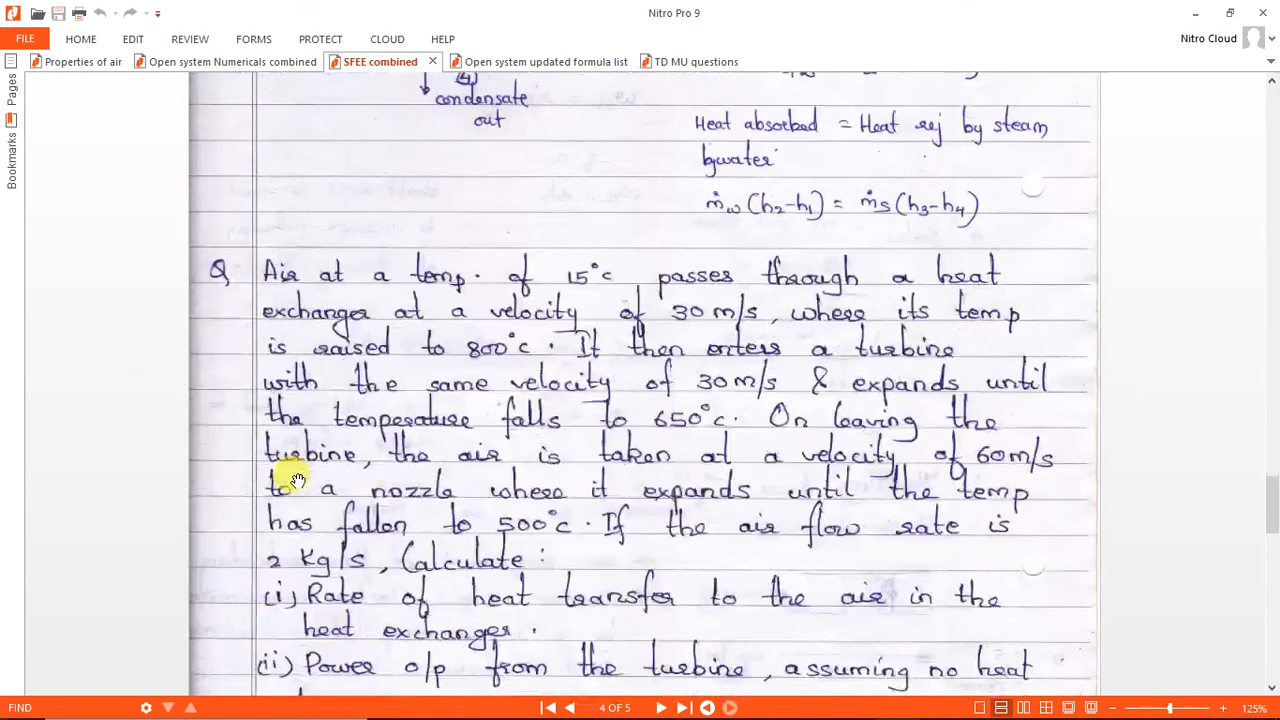 Nitro Pro 9
FILE HOME EDIT REVIEW FORMS PROTECT CLOUD HELP Nitro Cloud
Properties of air Open system Numericals combined SFEE combined Open system updated formula list TD MU questions
Pages
Bookmarks
condensate
out
Heat absorbed = Heat rej by steam
by water
ṁw (h2-h1) = ṁs (h3-h4)
Q Air at a temp. of 15°c passes through a heat
exchanger at a velocity of 30 m/s, where its temp
is raised to 800°c. It then enters a turbine
with the same velocity of 30 m/s & expands until
the temperature falls to 650°c. On leaving the
turbine, the air is taken at a velocity of 60 m/s
to a nozzle where it expands until the temp
has fallen to 500°c. If the air flow rate is
2 Kg/s, Calculate :
(i) Rate of heat transfer to the air in the
heat exchanger.
(ii) Power o/p from the turbine, assuming no heat
FIND 4 OF 5 125%